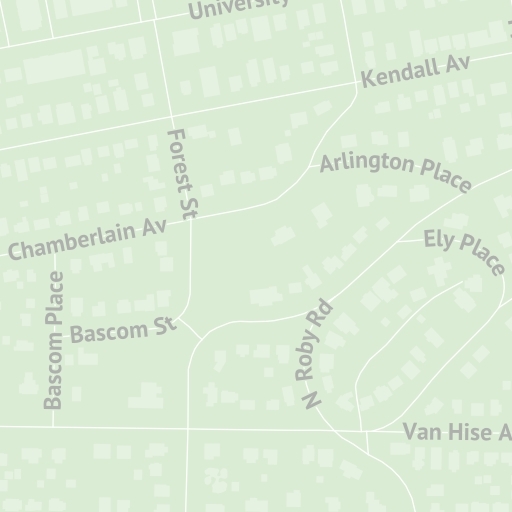 University
Kendall Av
Forest St
Arlington Place
Chamberlain Av
Ely Place
Bascom Place
Bascom St
N Roby Rd
Van Hise A